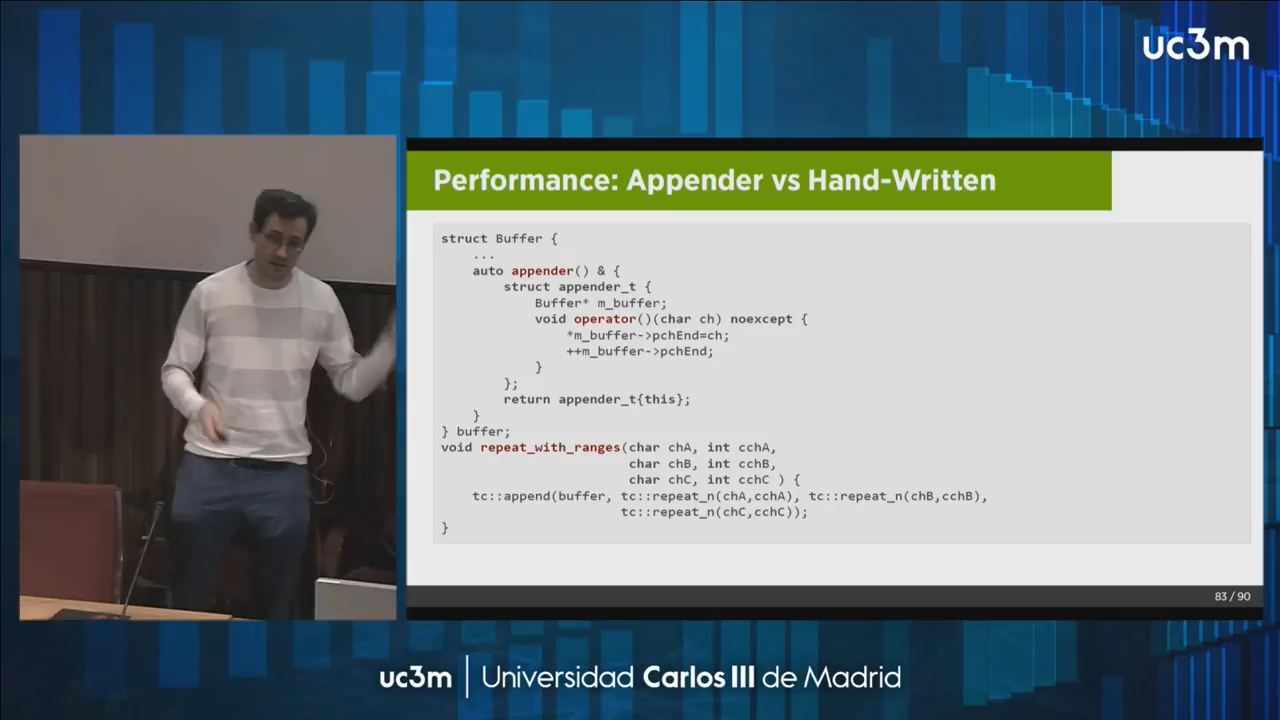 uc3m
Performance: Appender vs Hand-Written
struct Buffer {
    ...
    auto appender() & {
        struct appender_t {
            Buffer* m_buffer;
            void operator()(char ch) noexcept {
                *m_buffer->pchEnd=ch;
                ++m_buffer->pchEnd;
            }
        };
        return appender_t{this};
    }
} buffer;
void repeat_with_ranges(char chA, int cchA,
                        char chB, int cchB,
                        char chC, int cchC ) {
    tc::append(buffer, tc::repeat_n(chA,cchA), tc::repeat_n(chB,cchB),
                       tc::repeat_n(chC,cchC));
}
83 / 90
uc3m | Universidad Carlos III de Madrid